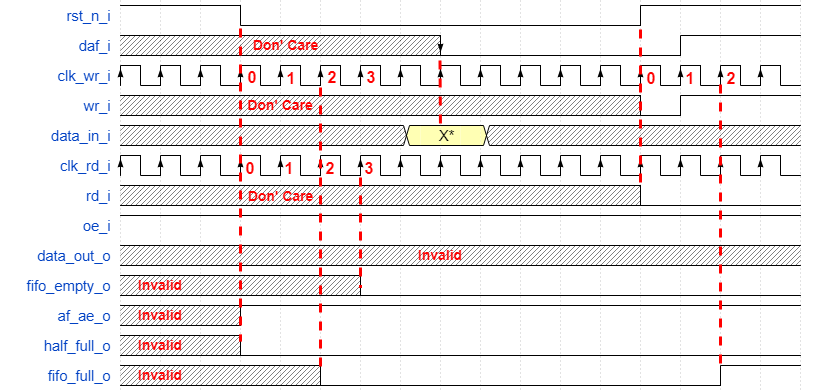 rst_n_i
daf_i Don' Care
clk_wr_i 0 1 2 3 0 1 2
wr_i Don' Care
data_in_i X*
clk_rd_i 0 1 2 3
rd_i Don' Care
oe_i
data_out_o Invalid
fifo_empty_o Invalid
af_ae_o Invalid
half_full_o Invalid
fifo_full_o Invalid